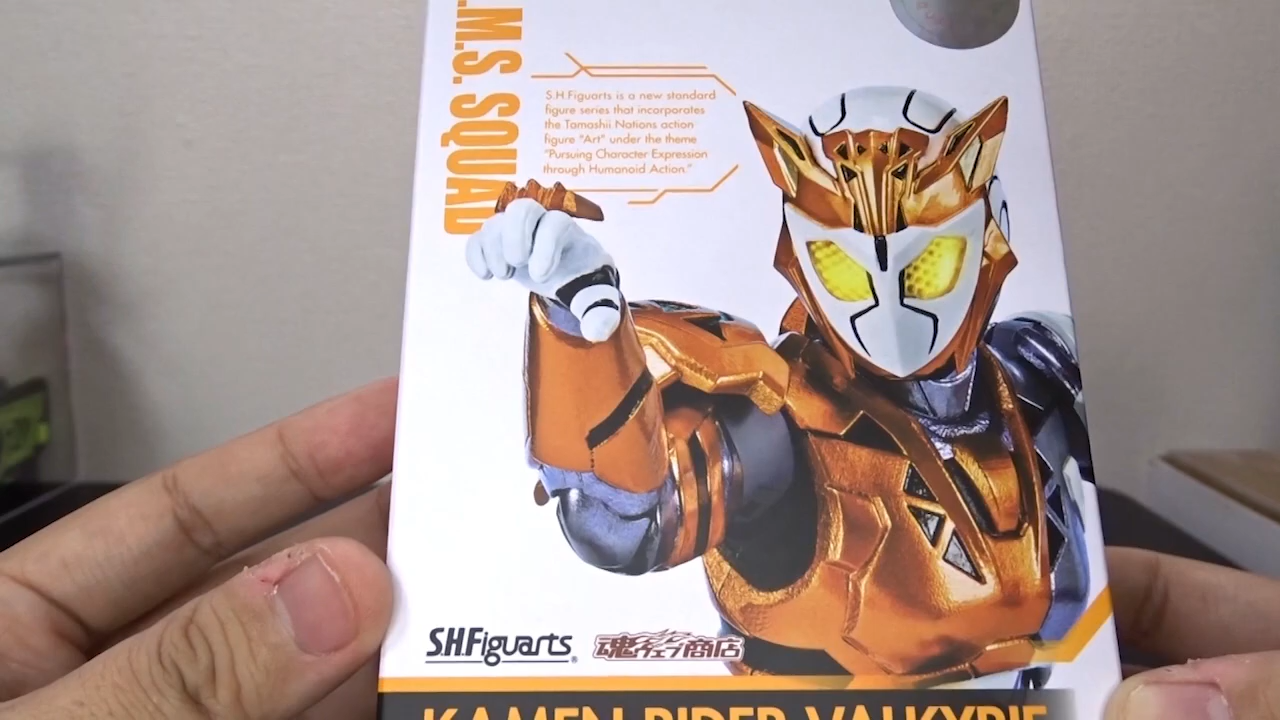 .M.S. SQUAD
S.H.Figuarts is a new standard
figure series that incorporates
the Tamashii Nations action
figure "Art" under the theme
"Pursuing Character Expression
through Humanoid Action."
S.H.Figuarts
魂ウェブ商店
KAMEN RIDER VALKYRIE